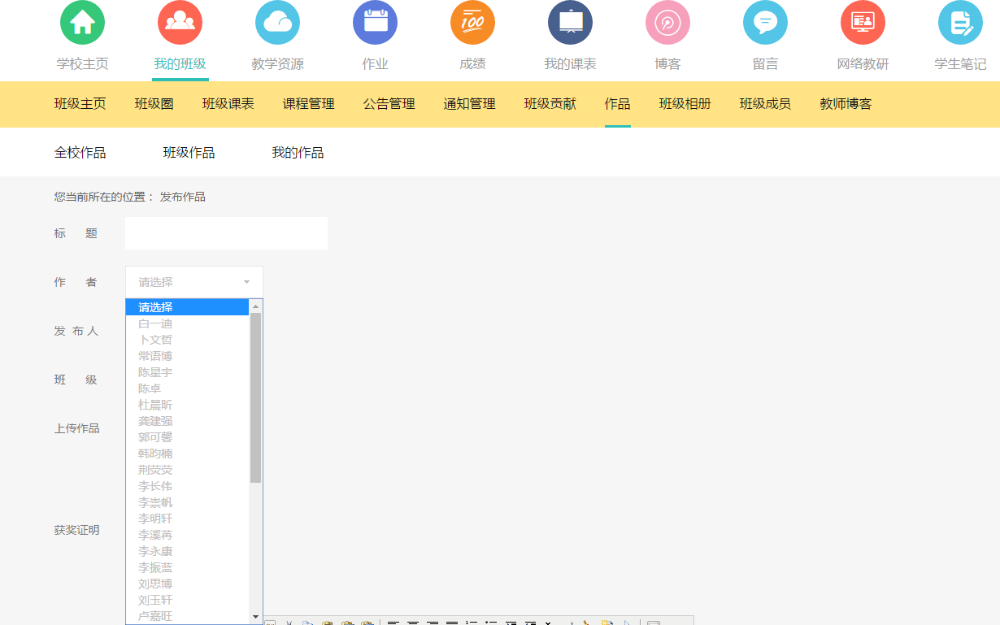 100
学校主页 我的班级 教学资源 作业 成绩 我的课表 博客 留言 网络教研 学生笔记
班级主页 班级圈 班级课表 课程管理 公告管理 通知管理 班级贡献 作品 班级相册 班级成员 教师博客
全校作品 班级作品 我的作品
您当前所在的位置： 发布作品
标 题
作 者 请选择
请选择
白一迪
发 布 人
卜文哲
常语博
陈星宇
班 级
陈卓
杜晨昕
龚建强
上传作品
郭可馨
韩昀楠
荆荧荧
李长伟
李崇帆
李明轩
获奖证明
李溪苒
李永康
李振蓝
刘思博
刘玉轩
卢嘉旺